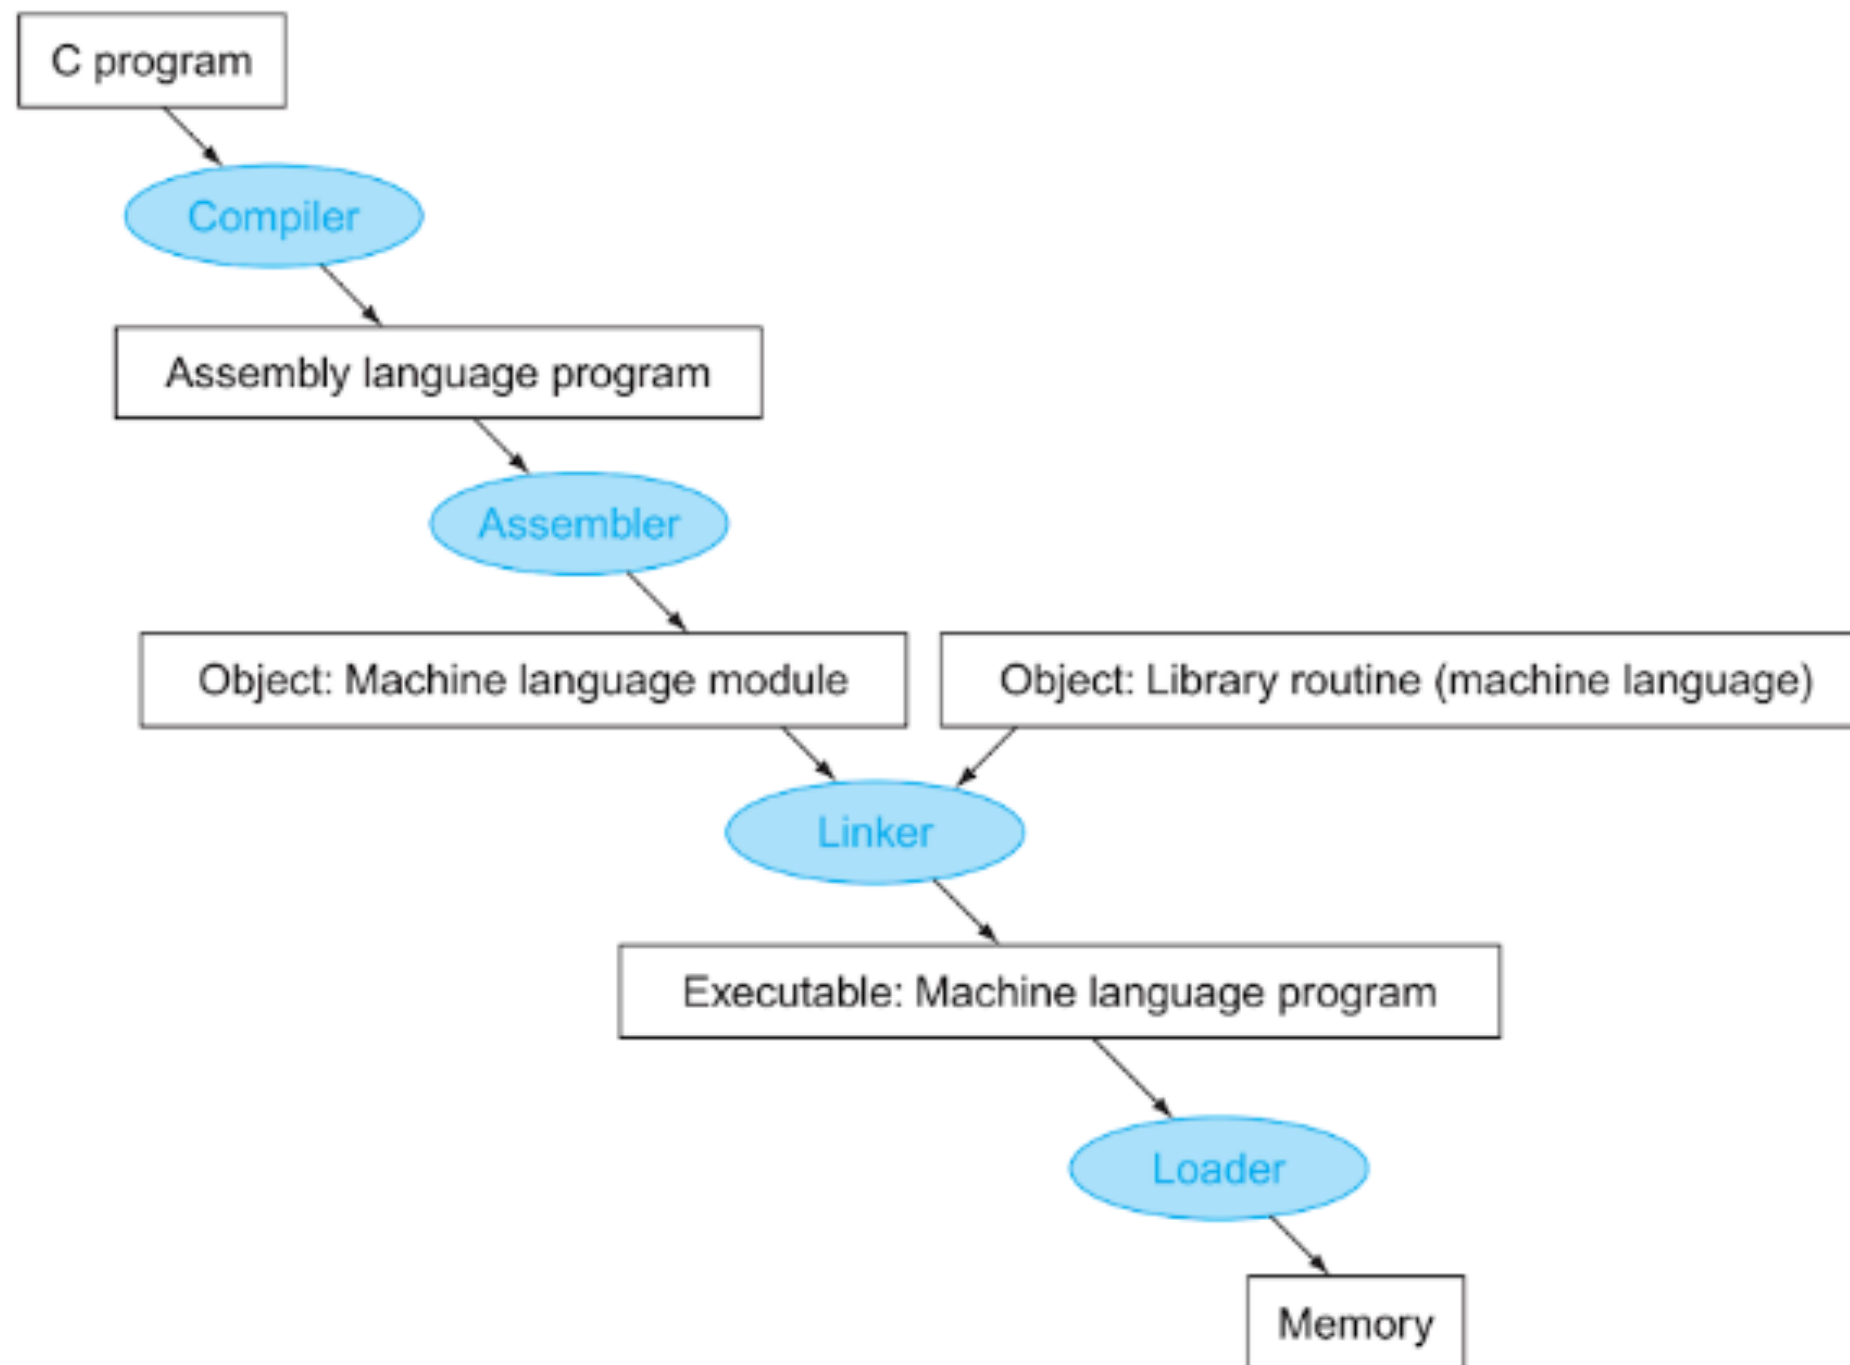 C program
Compiler
Assembly language program
Assembler
Object: Machine language module
Object: Library routine (machine language)
Linker
Executable: Machine language program
Loader
Memory